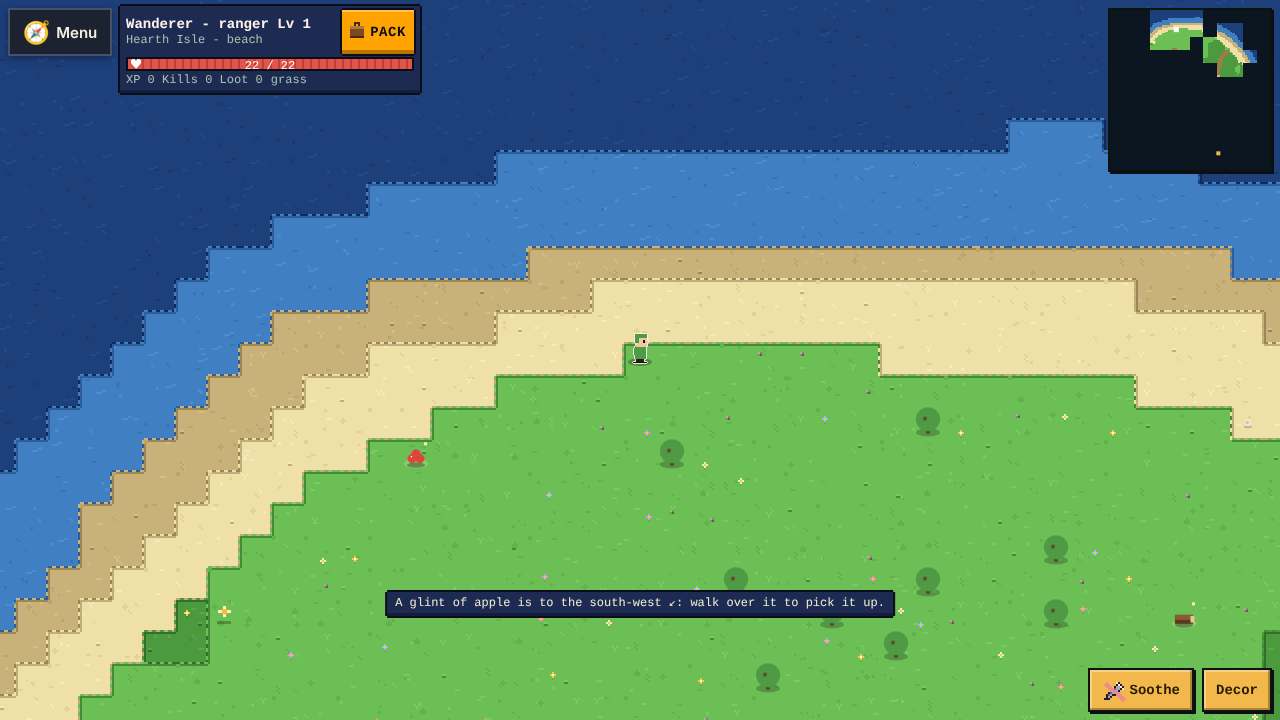 Menu
Wanderer - ranger Lv 1
Hearth Isle - beach
PACK
22 / 22
XP 0 Kills 0 Loot 0 grass
A glint of apple is to the south-west ↙: walk over it to pick it up.
Soothe
Decor